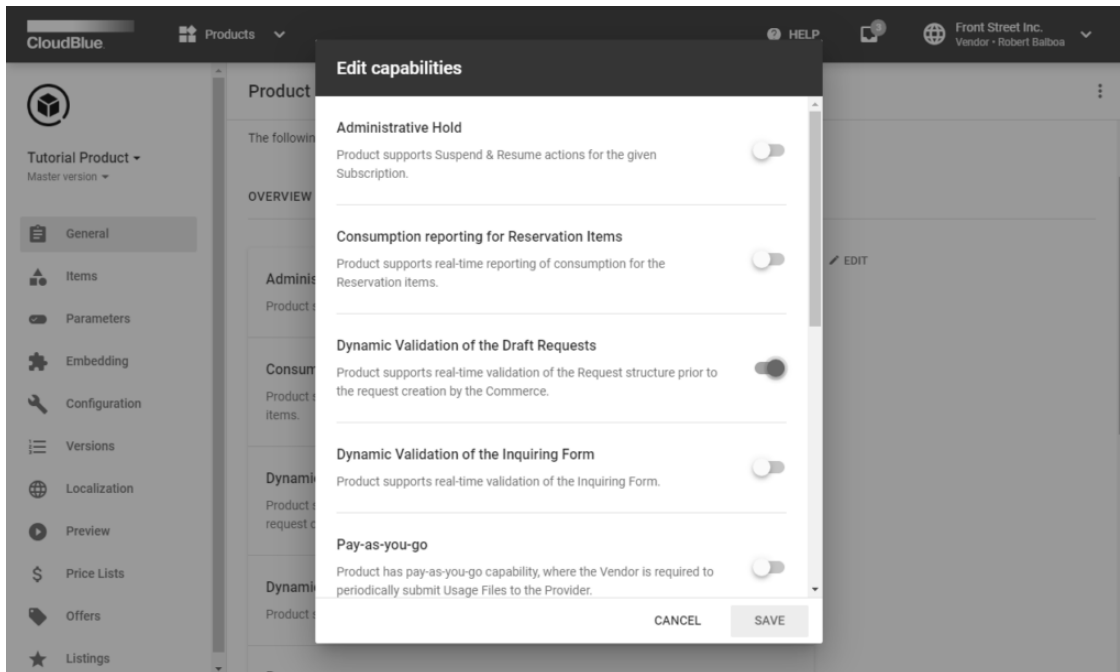 CloudBlue
Products
HELP
3
Front Street Inc.
Vendor • Robert Balboa
Tutorial Product
Master version
General
Items
Parameters
Embedding
Configuration
Versions
Localization
Preview
Price Lists
Offers
Listings
Product
The followin
OVERVIEW
EDIT
Adminis
Product s
Consum
Product s
items.
Dynami
Product s
request c
Dynami
Product s
Edit capabilities
Administrative Hold
Product supports Suspend & Resume actions for the given
Subscription.
Consumption reporting for Reservation Items
Product supports real-time reporting of consumption for the
Reservation items.
Dynamic Validation of the Draft Requests
Product supports real-time validation of the Request structure prior to
the request creation by the Commerce.
Dynamic Validation of the Inquiring Form
Product supports real-time validation of the Inquiring Form.
Pay-as-you-go
Product has pay-as-you-go capability, where the Vendor is required to
periodically submit Usage Files to the Provider.
CANCEL
SAVE